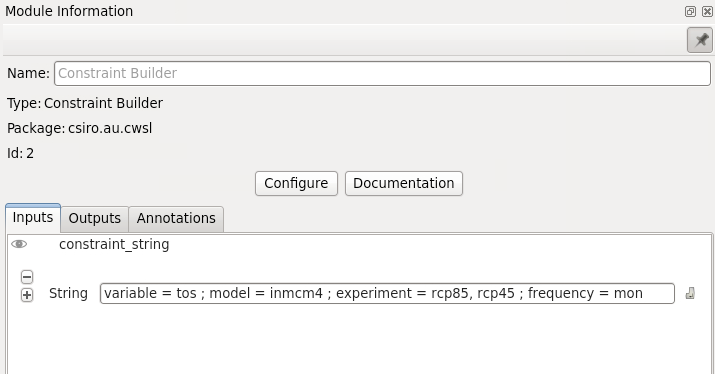 Module Information
Name: Constraint Builder
Type: Constraint Builder
Package: csiro.au.cwsl
Id: 2
Configure Documentation
Inputs Outputs Annotations
constraint_string
String variable = tos ; model = inmcm4 ; experiment = rcp85, rcp45 ; frequency = mon